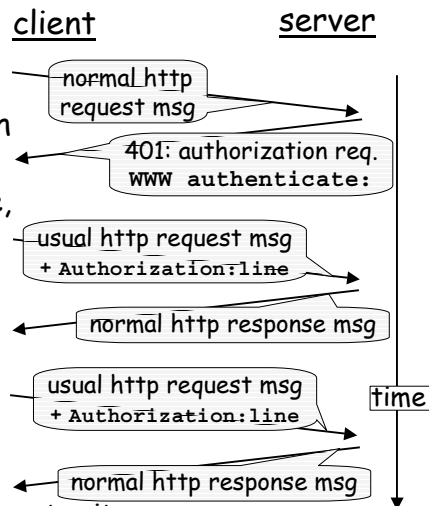 client
server
normal http
request msg
401: authorization req.
WWW authenticate:
usual http request msg
+ Authorization:line
normal http response msg
usual http request msg
+ Authorization:line
time
normal http response msg